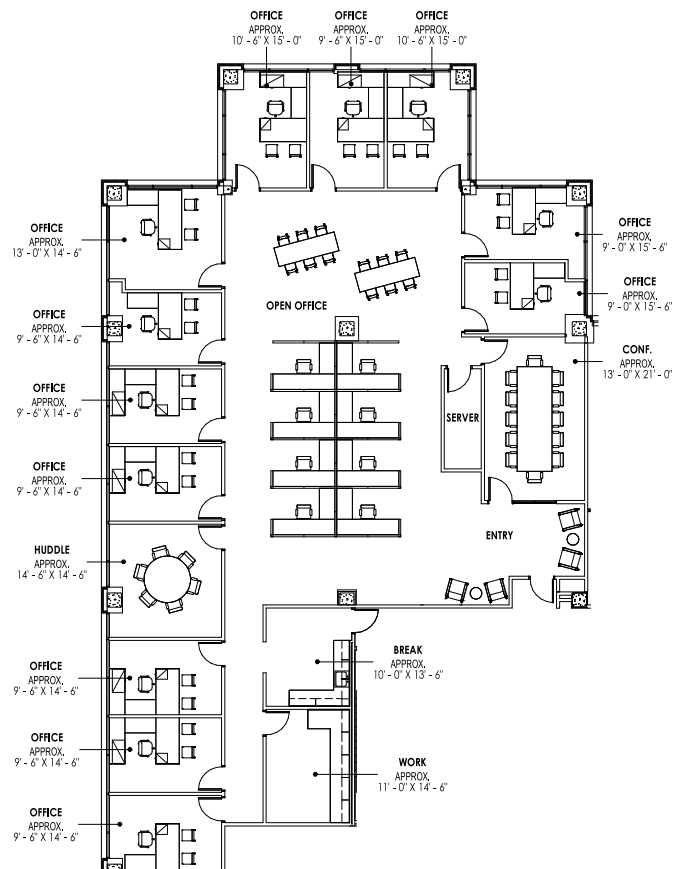 OFFICE
APPROX.
10' - 6" X 15' - 0"
OFFICE
APPROX.
9' - 6" X 15' - 0"
OFFICE
APPROX.
10' - 6" X 15' - 0"
OFFICE
APPROX.
13' - 0" X 14' - 6"
OFFICE
APPROX.
9' - 0" X 15' - 6"
OFFICE
APPROX.
9' - 0" X 15' - 6"
OPEN OFFICE
OFFICE
APPROX.
9' - 6" X 14' - 6"
CONF.
APPROX.
13' - 0" X 21' - 0"
OFFICE
APPROX.
9' - 6" X 14' - 6"
SERVER
OFFICE
APPROX.
9' - 6" X 14' - 6"
ENTRY
HUDDLE
APPROX.
14' - 6" X 14' - 6"
BREAK
APPROX.
10' - 0" X 13' - 6"
OFFICE
APPROX.
9' - 6" X 14' - 6"
OFFICE
APPROX.
9' - 6" X 14' - 6"
WORK
APPROX.
11' - 0" X 14' - 6"
OFFICE
APPROX.
9' - 6" X 14' - 6"